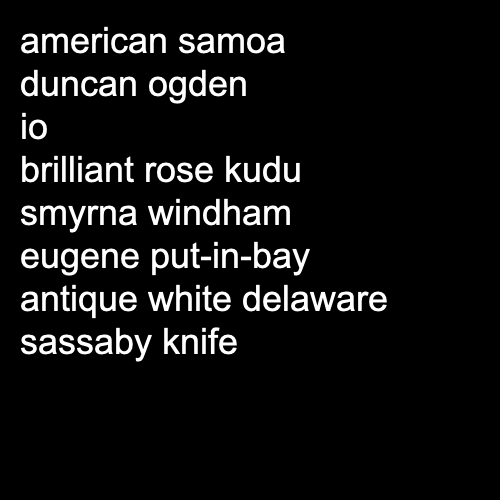 american samoa
duncan ogden
io
brilliant rose kudu
smyrna windham
eugene put-in-bay
antique white delaware
sassaby knife